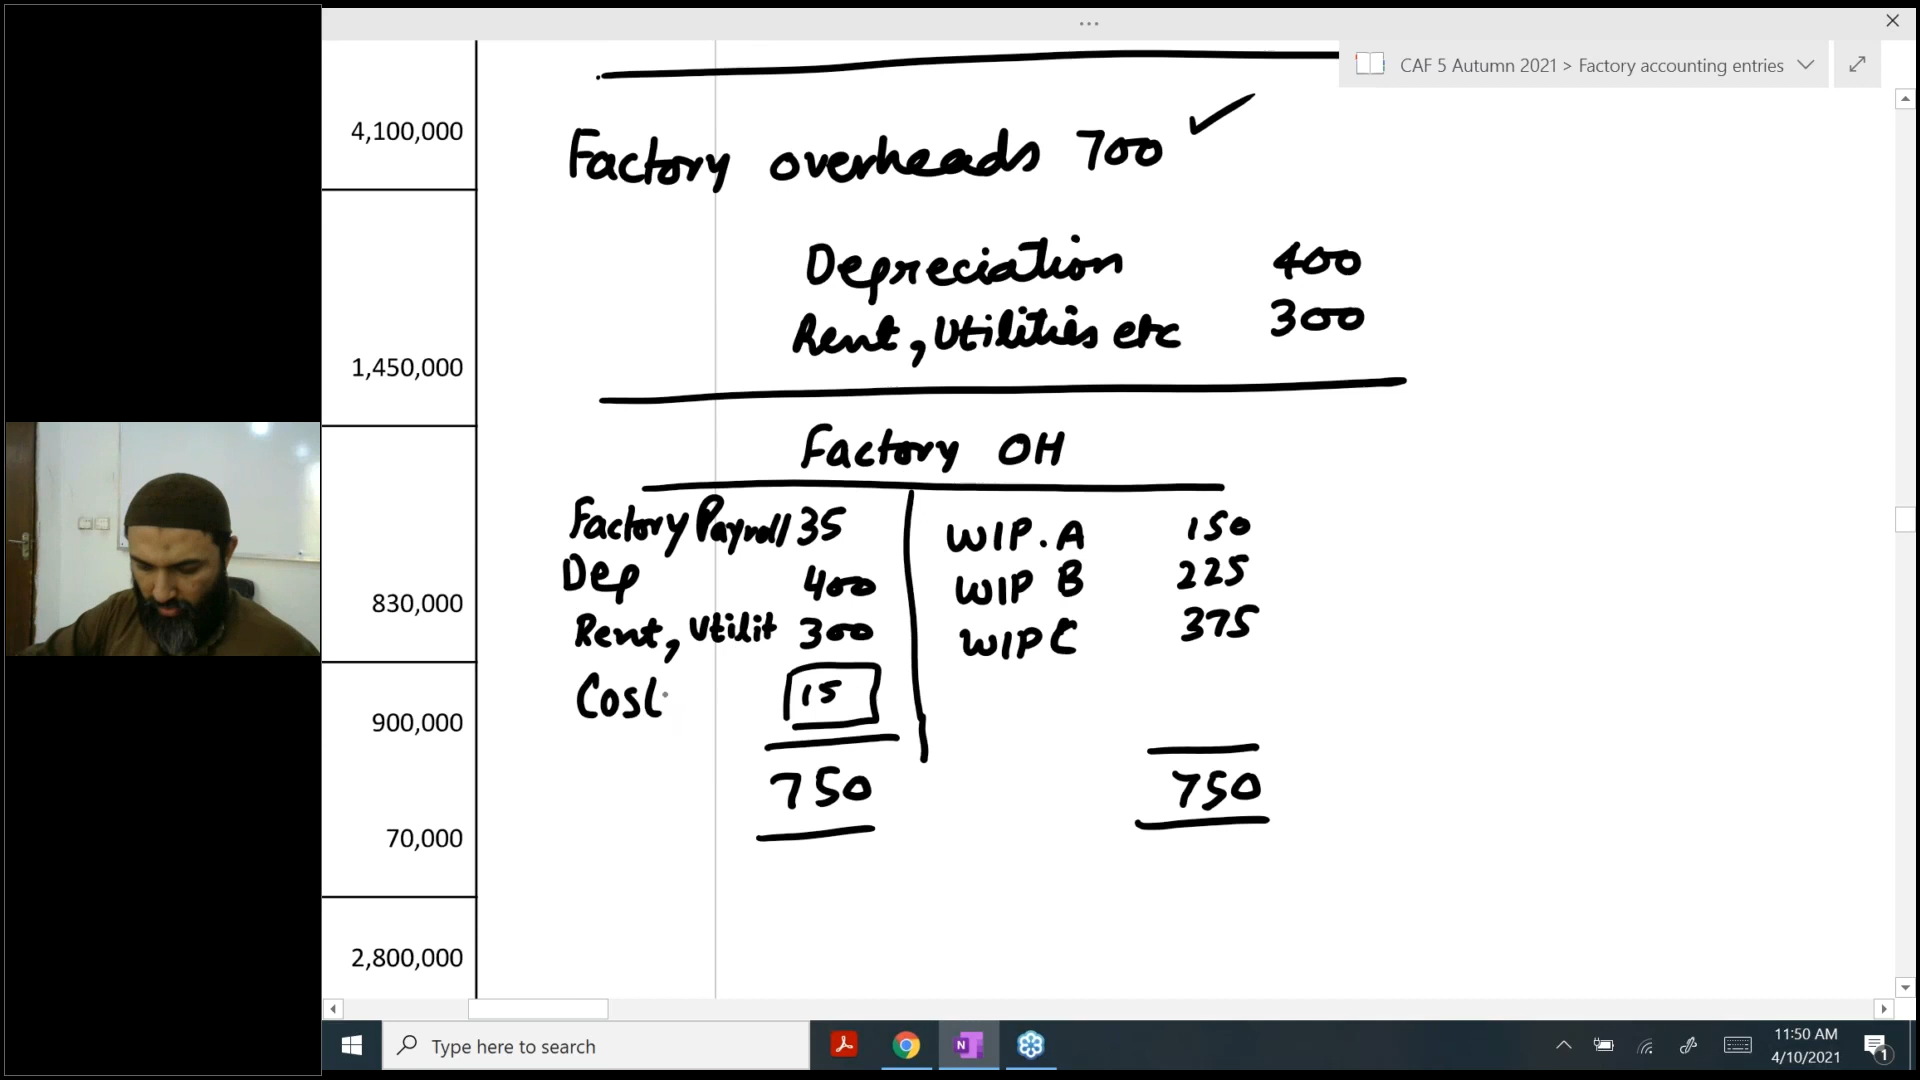 CAF 5 Autumn 2021 > Factory accounting entries
4,100,000
1,450,000
830,000
900,000
70,000
2,800,000
Factory overheads 700
Depreciation 400
Rent, Utilities etc 300
Factory OH
Factory Payroll 35 WIP. A 150
Dep 400 WIP B 225
Rent, Utilit 300 WIP C 375
Cost 15
750 750
Type here to search
N
11:50 AM
4/10/2021
1